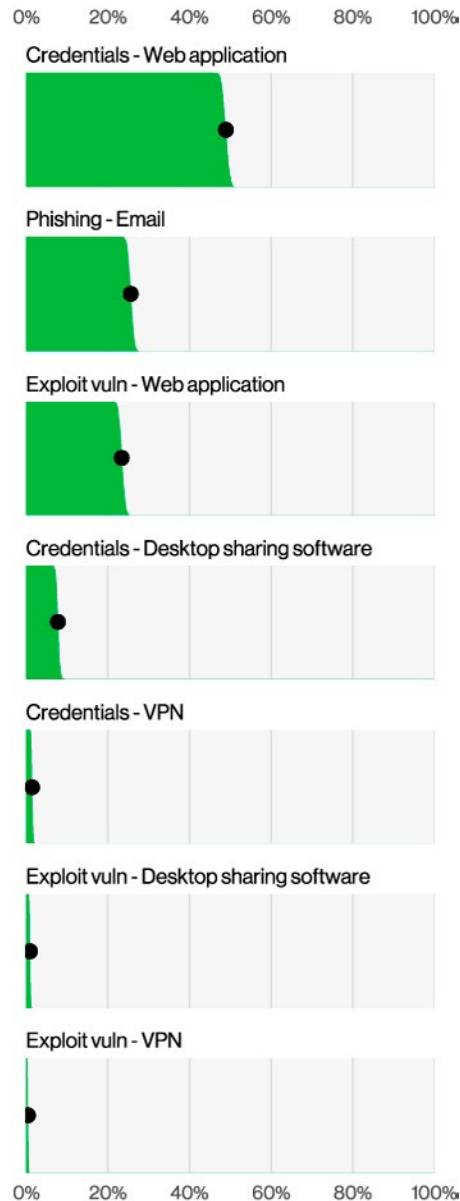 0% 20% 40% 60% 80% 100%
Credentials - Web application
Phishing - Email
Exploit vuln - Web application
Credentials - Desktop sharing software
Credentials - VPN
Exploit vuln - Desktop sharing software
Exploit vuln - VPN
0% 20% 40% 60% 80% 100%